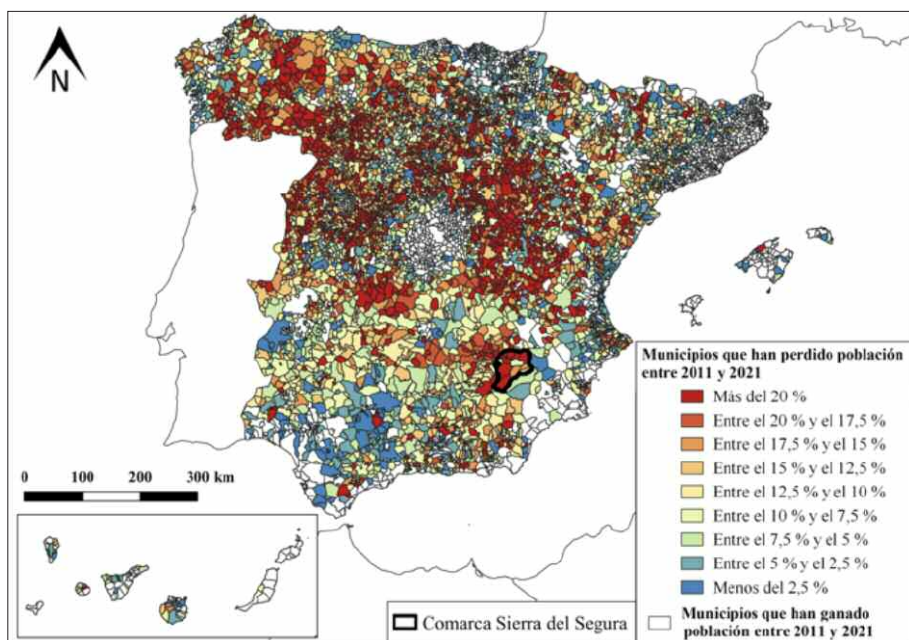 N
0 100 200 300 km
Municipios que han perdido población
entre 2011 y 2021
Más del 20 %
Entre el 20 % y el 17,5 %
Entre el 17,5 % y el 15 %
Entre el 15 % y el 12,5 %
Entre el 12,5 % y el 10 %
Entre el 10 % y el 7,5 %
Entre el 7,5 % y el 5 %
Entre el 5 % y el 2,5 %
Menos del 2,5 %
Municipios que han ganado
población entre 2011 y 2021
Comarca Sierra del Segura